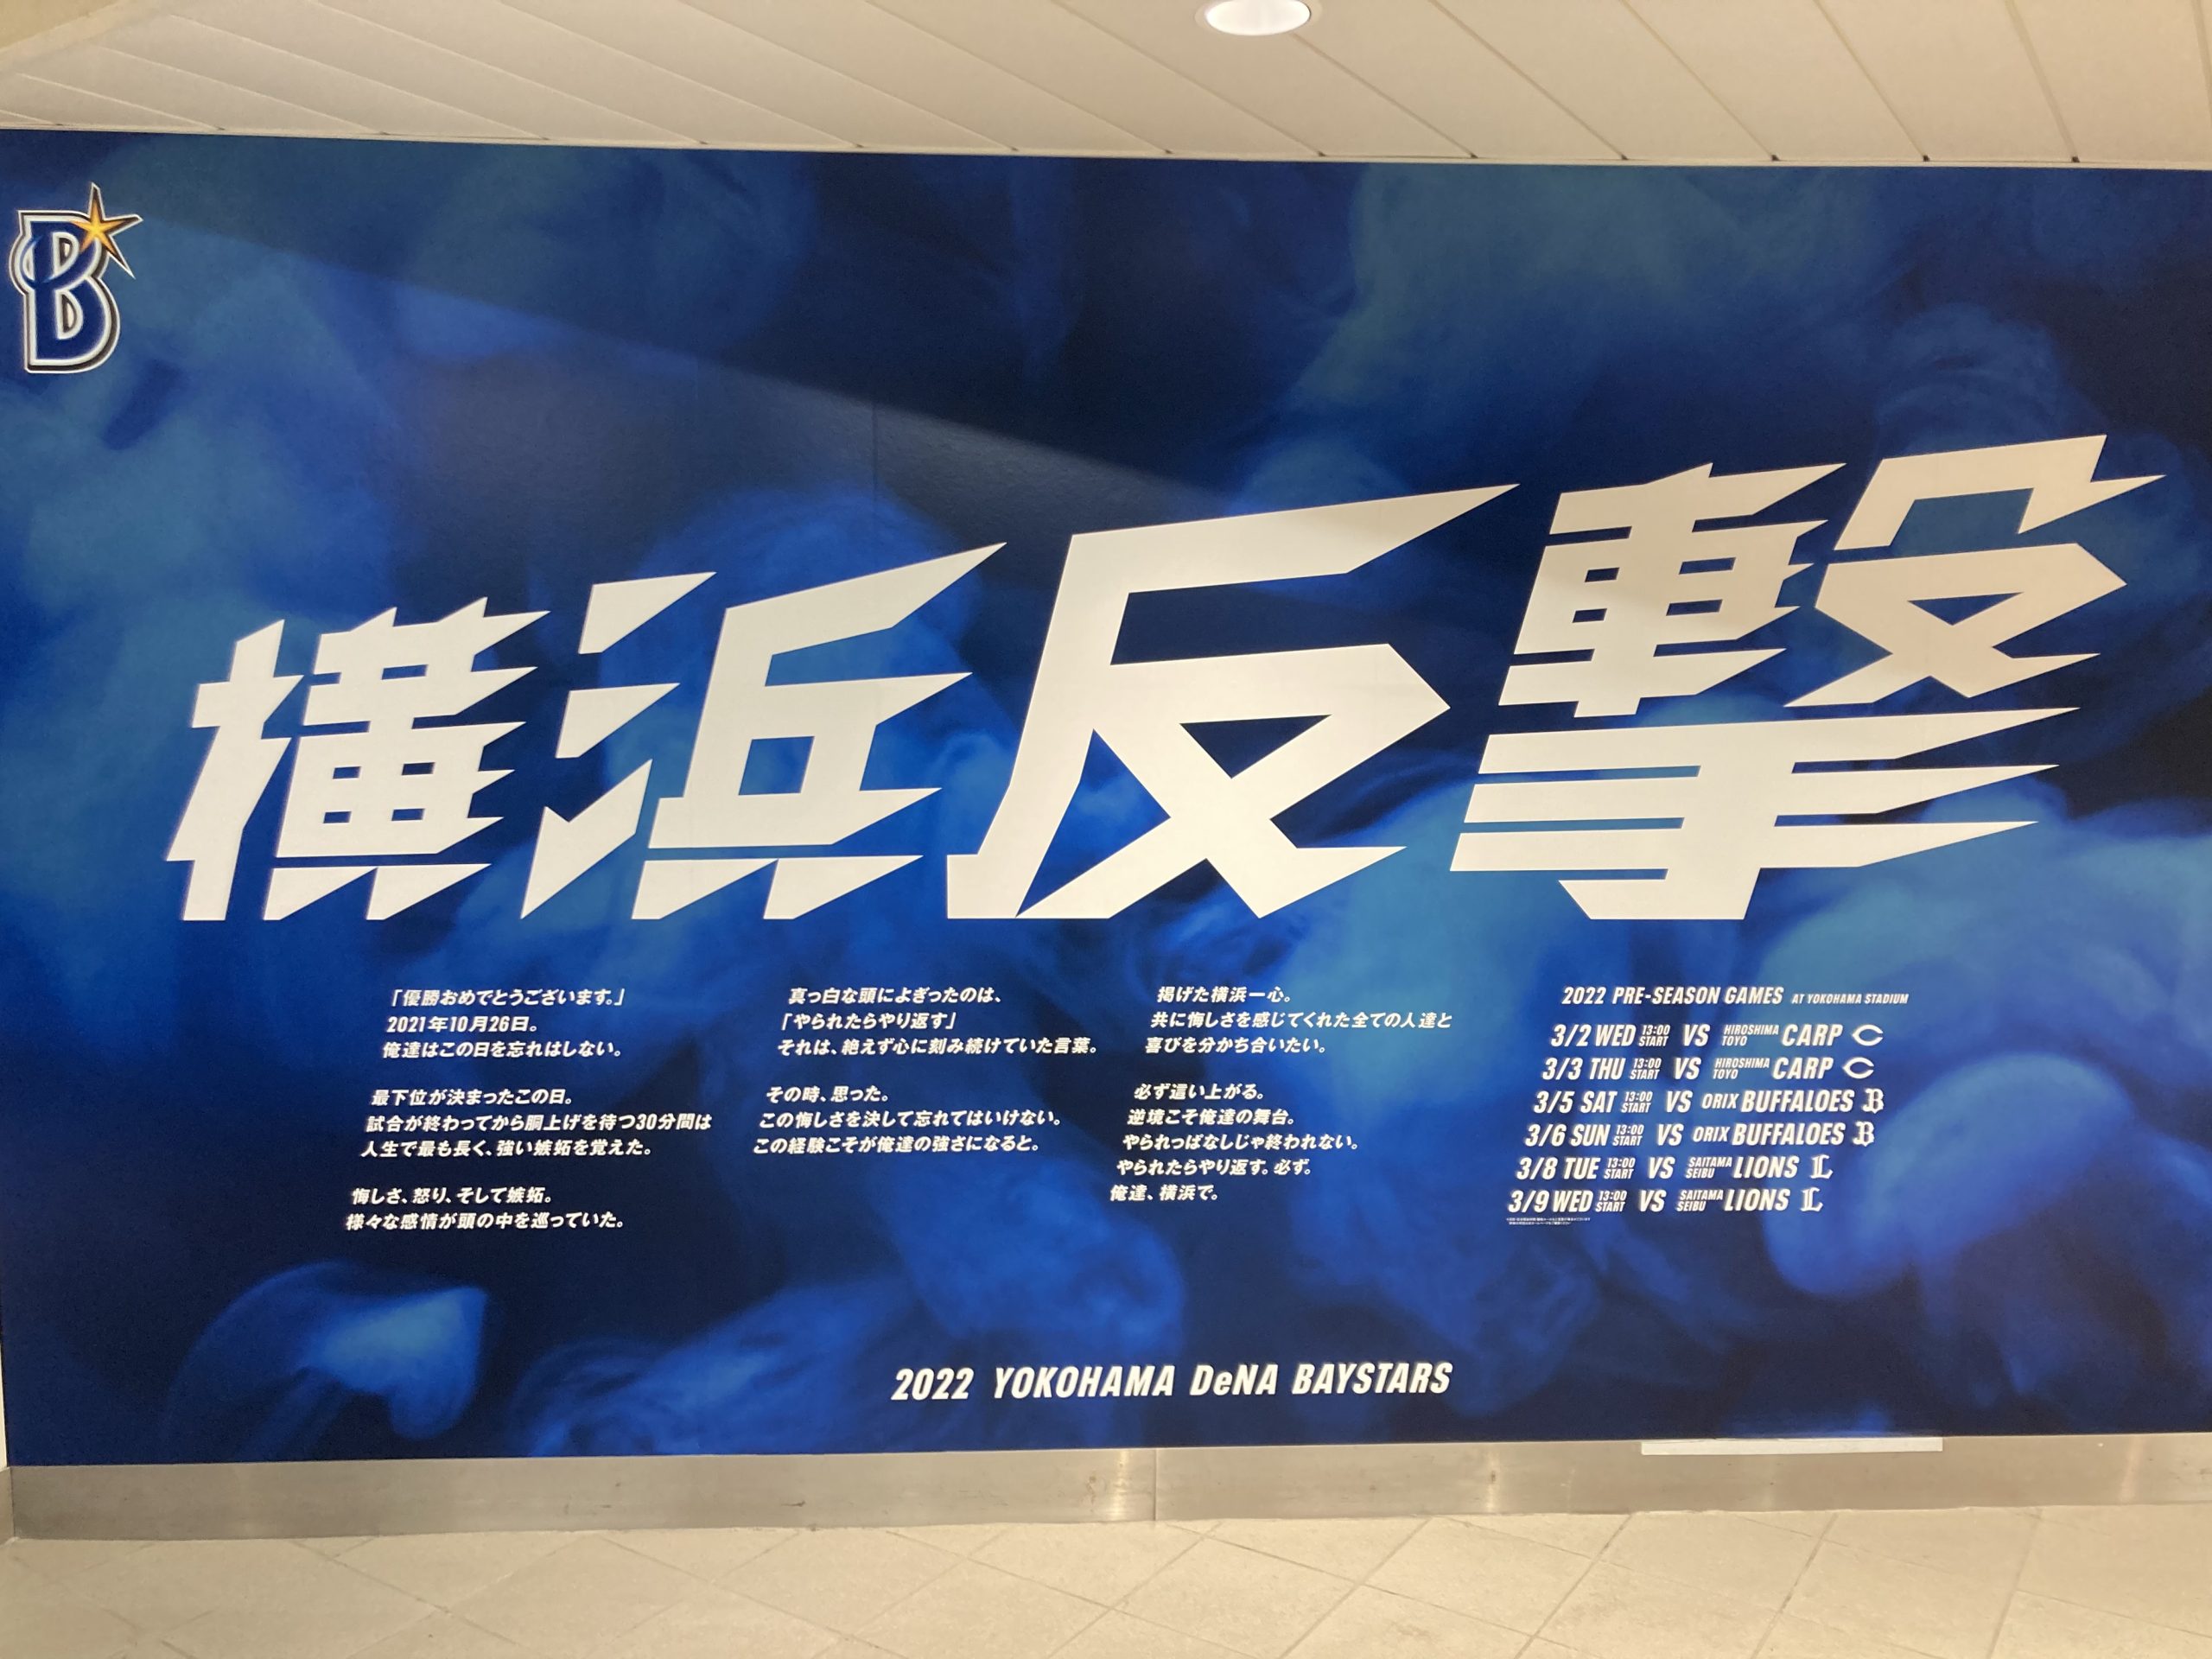 B
横浜反撃
「優勝おめでとうございます。」
2021年10月26日。
俺達はこの日を忘れはしない。
最下位が決まったこの日。
試合が終わってから胴上げを待つ30分間は
人生で最も長く、強い嫉妬を覚えた。
悔しさ、怒り、そして嫉妬。
様々な感情が頭の中を巡っていた。
真っ白な頭によぎったのは、
「やられたらやり返す」
それは、絶えず心に刻み続けていた言葉。
その時、思った。
この悔しさを決して忘れてはいけない。
この経験こそが俺達の強さになると。
掲げた横浜一心。
共に悔しさを感じてくれた全ての人達と
喜びを分かち合いたい。
必ず這い上がる。
逆境こそ俺達の舞台。
やられっぱなしじゃ終われない。
やられたらやり返す。必ず。
俺達、横浜で。
2022 PRE-SEASON GAMES AT YOKOHAMA STADIUM
3/2 WED 13:00 START VS HIROSHIMA TOYO CARP C
3/3 THU 13:00 START VS HIROSHIMA TOYO CARP C
3/5 SAT 13:00 START VS ORIX BUFFALOES B
3/6 SUN 13:00 START VS ORIX BUFFALOES B
3/8 TUE 13:00 START VS SAITAMA SEIBU LIONS L
3/9 WED 13:00 START VS SAITAMA SEIBU LIONS L
2022 YOKOHAMA DeNA BAYSTARS